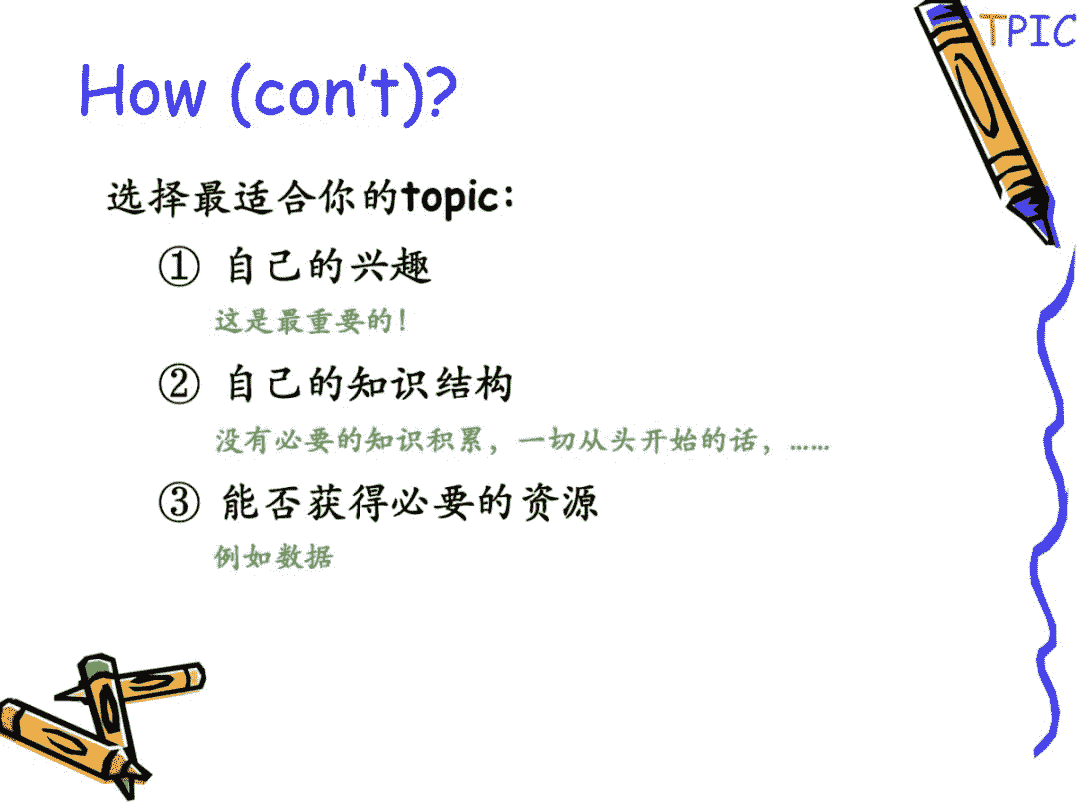 TPIC
How (con't)?
选择最适合你的topic:
① 自己的兴趣
这是最重要的!
② 自己的知识结构
没有必要的知识积累，一切从头开始的话，……
③ 能否获得必要的资源
例如数据